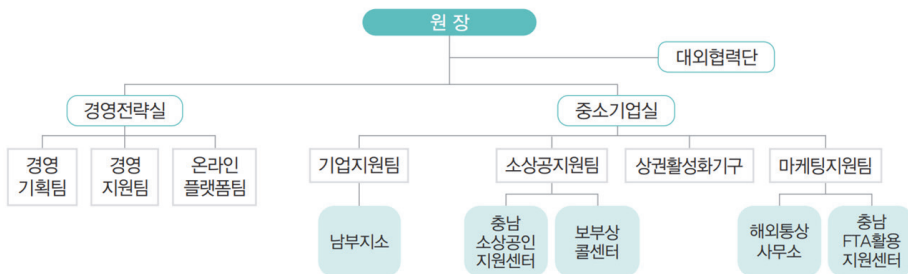 원 장
대외협력단
경영전략실
중소기업실
경영
기획팀
경영
지원팀
온라인
플랫폼팀
기업지원팀
소상공지원팀
상권활성화기구
마케팅지원팀
남부지소
충남
소상공인
지원센터
보부상
콜센터
해외통상
사무소
충남
FTA활용
지원센터